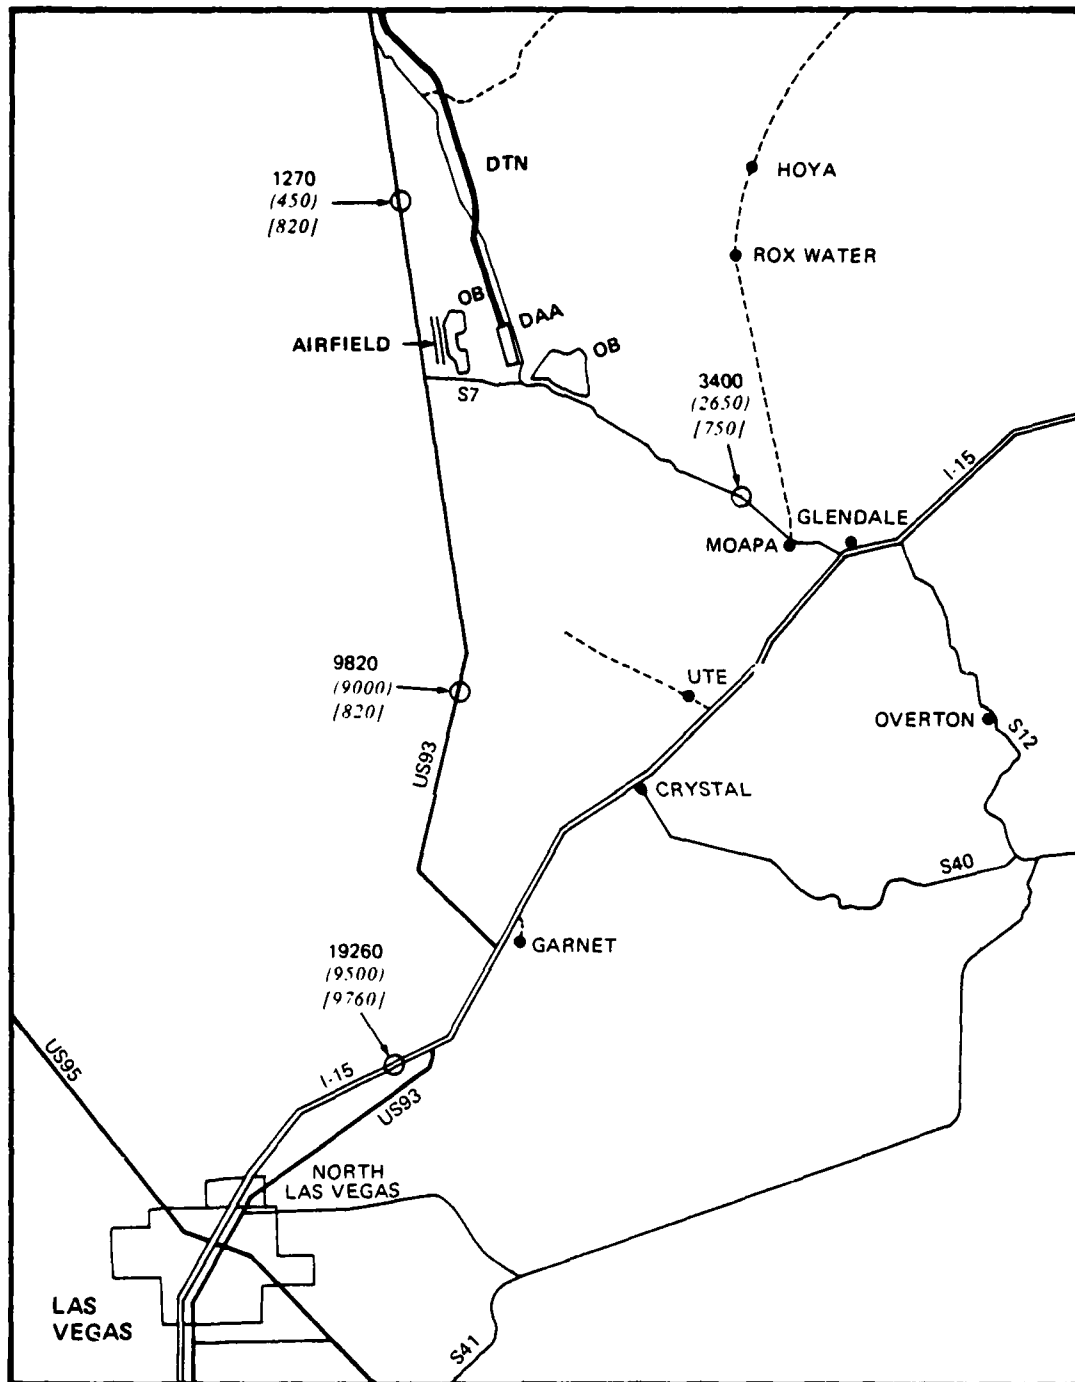 DTN
HOYA
1270
(450)
[820]
ROX WATER
OB
DAA
AIRFIELD
OB
S7
3400
(2650)
[750]
I-15
GLENDALE
MOAPA
9820
(9000)
[820]
UTE
OVERTON
S12
US93
CRYSTAL
S40
GARNET
19260
(9500)
[9760]
US95
I-15
US93
NORTH
LAS VEGAS
LAS
VEGAS
S41